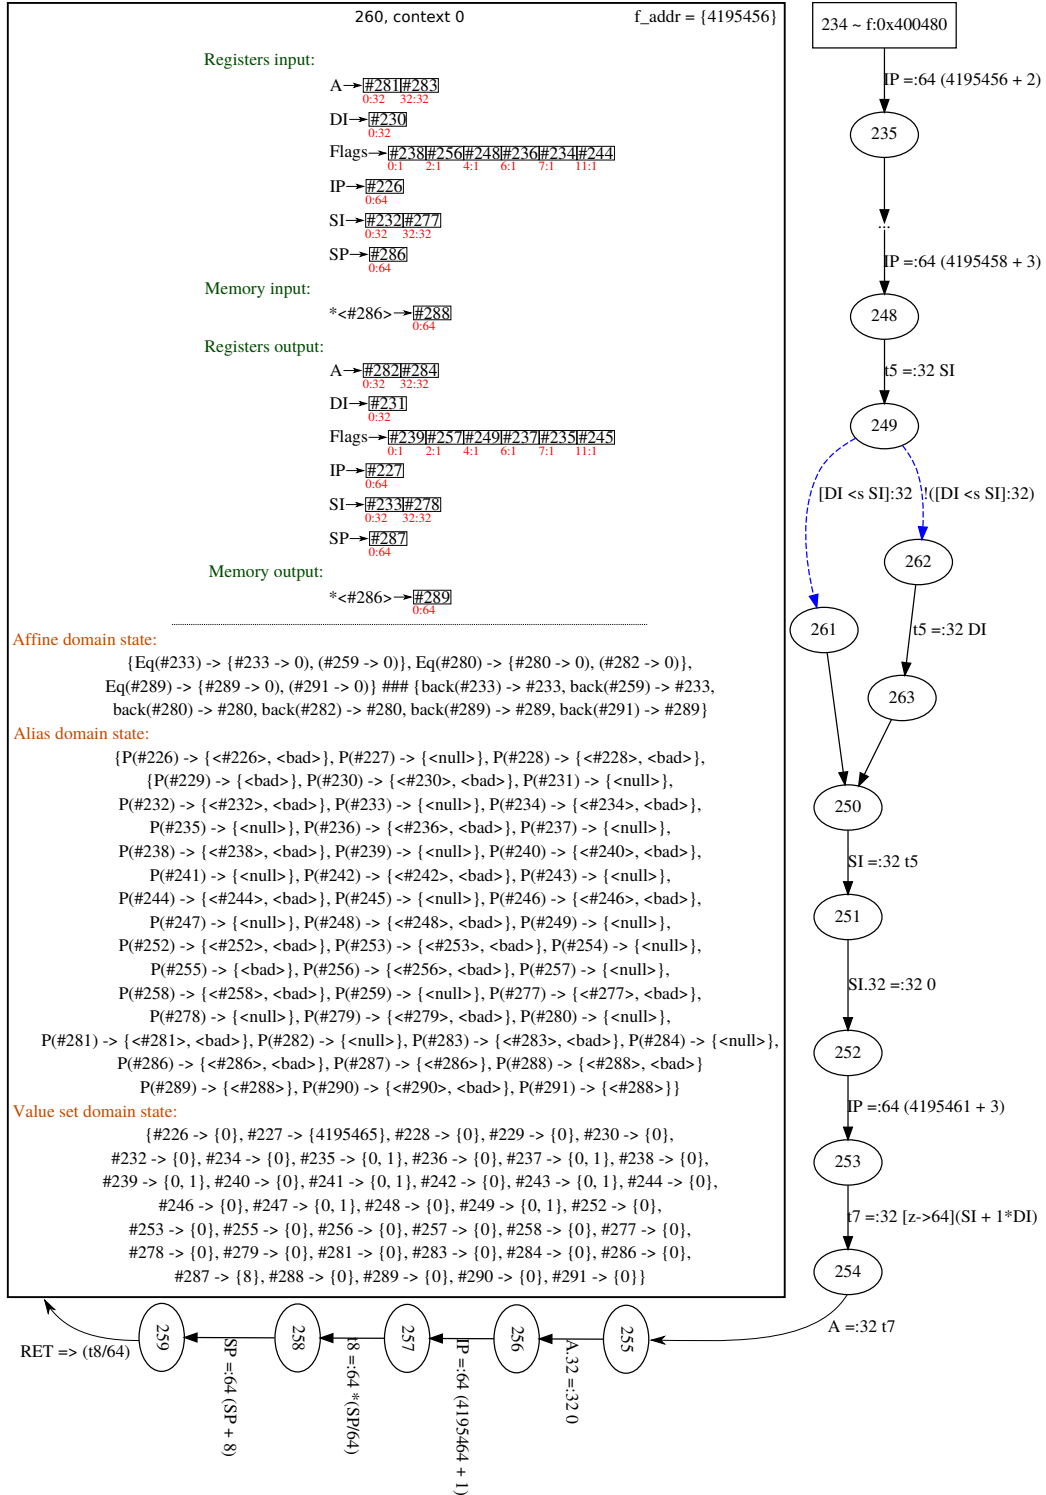 260, context 0
f_addr = {4195456}
Registers input:
A #281 #283
0:32 32:32
DI #230
0:32
Flags #238 #256 #248 #236 #234 #244
0:1 2:1 4:1 6:1 7:1 11:1
IP #226
0:64
SI #232 #277
0:32 32:32
SP #286
0:64
Memory input:
*<#286> #288
0:64
Registers output:
A #282 #284
0:32 32:32
DI #231
0:32
Flags #239 #257 #249 #237 #235 #245
0:1 2:1 4:1 6:1 7:1 11:1
IP #227
0:64
SI #233 #278
0:32 32:32
SP #287
0:64
Memory output:
*<#286> #289
0:64
Affine domain state:
{Eq(#233) -> {#233 -> 0), (#259 -> 0)}, Eq(#280) -> {#280 -> 0), (#282 -> 0)},
Eq(#289) -> {#289 -> 0), (#291 -> 0)} ### {back(#233) -> #233, back(#259) -> #233,
back(#280) -> #280, back(#282) -> #280, back(#289) -> #289, back(#291) -> #289}
Alias domain state:
{P(#226) -> {<#226>, <bad>}, P(#227) -> {<null>}, P(#228) -> {<#228>, <bad>},
{P(#229) -> {<bad>}, P(#230) -> {<#230>, <bad>}, P(#231) -> {<null>},
P(#232) -> {<#232>, <bad>}, P(#233) -> {<null>}, P(#234) -> {<#234>, <bad>},
P(#235) -> {<null>}, P(#236) -> {<#236>, <bad>}, P(#237) -> {<null>},
P(#238) -> {<#238>, <bad>}, P(#239) -> {<null>}, P(#240) -> {<#240>, <bad>},
P(#241) -> {<null>}, P(#242) -> {<#242>, <bad>}, P(#243) -> {<null>},
P(#244) -> {<#244>, <bad>}, P(#245) -> {<null>}, P(#246) -> {<#246>, <bad>},
P(#247) -> {<null>}, P(#248) -> {<#248>, <bad>}, P(#249) -> {<null>},
P(#252) -> {<#252>, <bad>}, P(#253) -> {<#253>, <bad>}, P(#254) -> {<null>},
P(#255) -> {<bad>}, P(#256) -> {<#256>, <bad>}, P(#257) -> {<null>},
P(#258) -> {<#258>, <bad>}, P(#259) -> {<null>}, P(#277) -> {<#277>, <bad>},
P(#278) -> {<null>}, P(#279) -> {<#279>, <bad>}, P(#280) -> {<null>},
P(#281) -> {<#281>, <bad>}, P(#282) -> {<null>}, P(#283) -> {<#283>, <bad>}, P(#284) -> {<null>},
P(#286) -> {<#286>, <bad>}, P(#287) -> {<#286>}, P(#288) -> {<#288>, <bad>}
P(#289) -> {<#288>}, P(#290) -> {<#290>, <bad>}, P(#291) -> {<#288>}}
Value set domain state:
{#226 -> {0}, #227 -> {4195465}, #228 -> {0}, #229 -> {0}, #230 -> {0},
#232 -> {0}, #234 -> {0}, #235 -> {0, 1}, #236 -> {0}, #237 -> {0, 1}, #238 -> {0},
#239 -> {0, 1}, #240 -> {0}, #241 -> {0, 1}, #242 -> {0}, #243 -> {0, 1}, #244 -> {0},
#246 -> {0}, #247 -> {0, 1}, #248 -> {0}, #249 -> {0, 1}, #252 -> {0},
#253 -> {0}, #255 -> {0}, #256 -> {0}, #257 -> {0}, #258 -> {0}, #277 -> {0},
#278 -> {0}, #279 -> {0}, #281 -> {0}, #283 -> {0}, #284 -> {0}, #286 -> {0},
#287 -> {8}, #288 -> {0}, #289 -> {0}, #290 -> {0}, #291 -> {0}}
234 ~ f:0x400480
IP =:64 (4195456 + 2)
235
...
IP =:64 (4195458 + 3)
248
t5 =:32 SI
249
[DI <s SI]:32
!([DI <s SI]:32)
262
261
t5 =:32 DI
263
250
SI =:32 t5
251
SI.32 =:32 0
252
IP =:64 (4195461 + 3)
253
t7 =:32 [z->64](SI + 1*DI)
254
A =:32 t7
255
A.32 =:32 0
256
IP =:64 (4195464 + 1)
257
t8 =:64 *(SP/64)
258
SP =:64 (SP + 8)
259
RET => (t8/64)